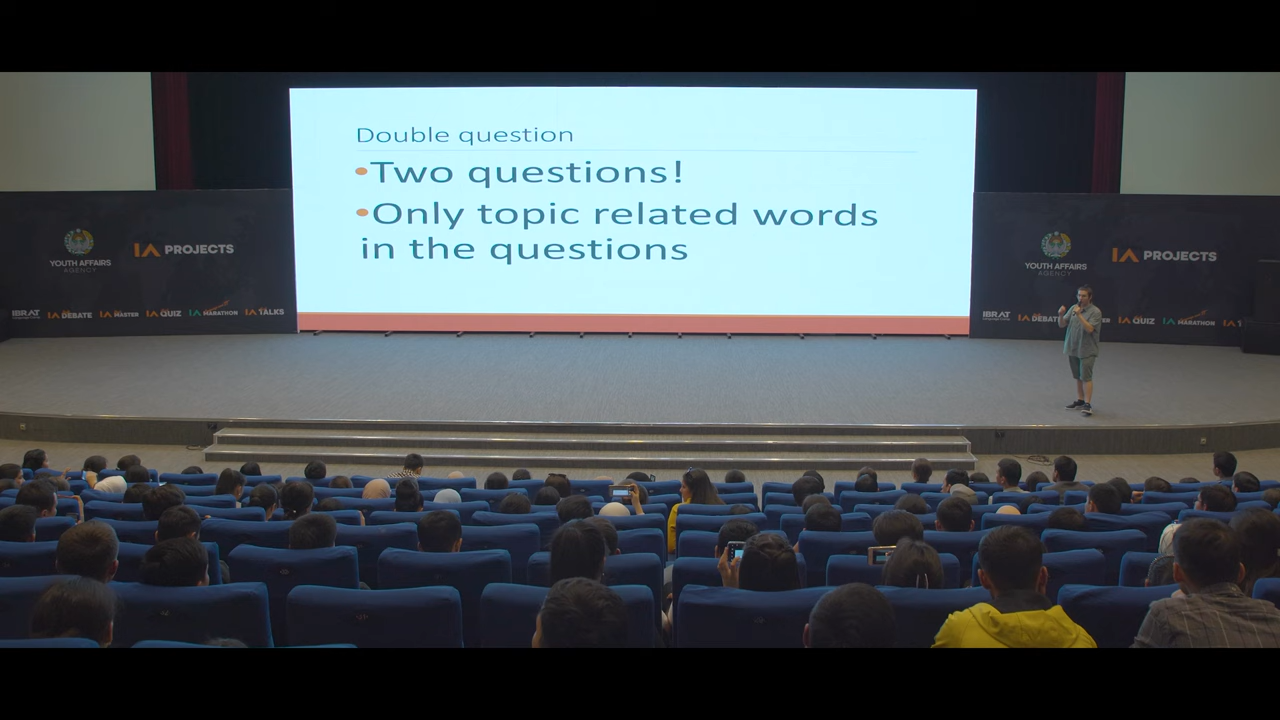 Double question
•Two questions!
•Only topic related words
in the questions
YOUTH AFFAIRS
AGENCY
IA PROJECTS
IBRAT
IA DEBATE
IA MASTER
IA QUIZ
IA MARATHON
IA TALKS
YOUTH AFFAIRS
AGENCY
IA PROJECTS
IBRAT
IA DEBATE
IA QUIZ
IA MARATHON